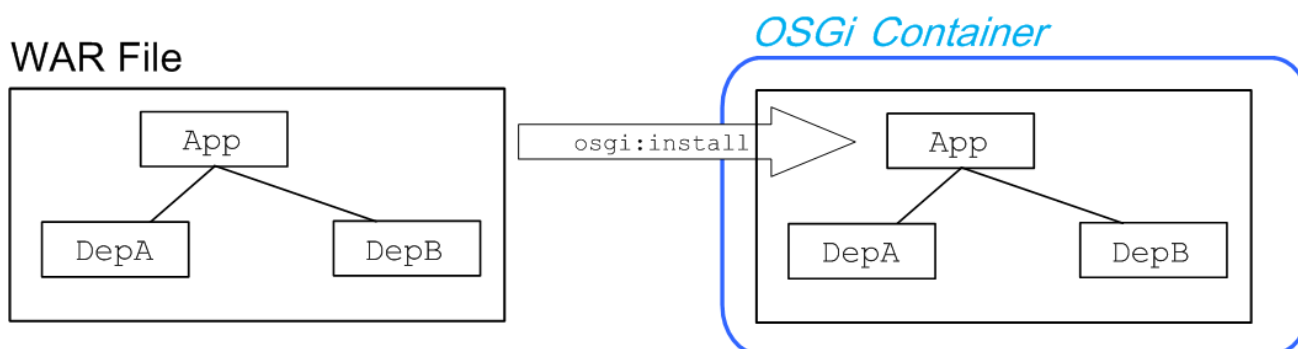 OSGi Container
WAR File
App
DepA
DepB
osgi:install
App
DepA
DepB